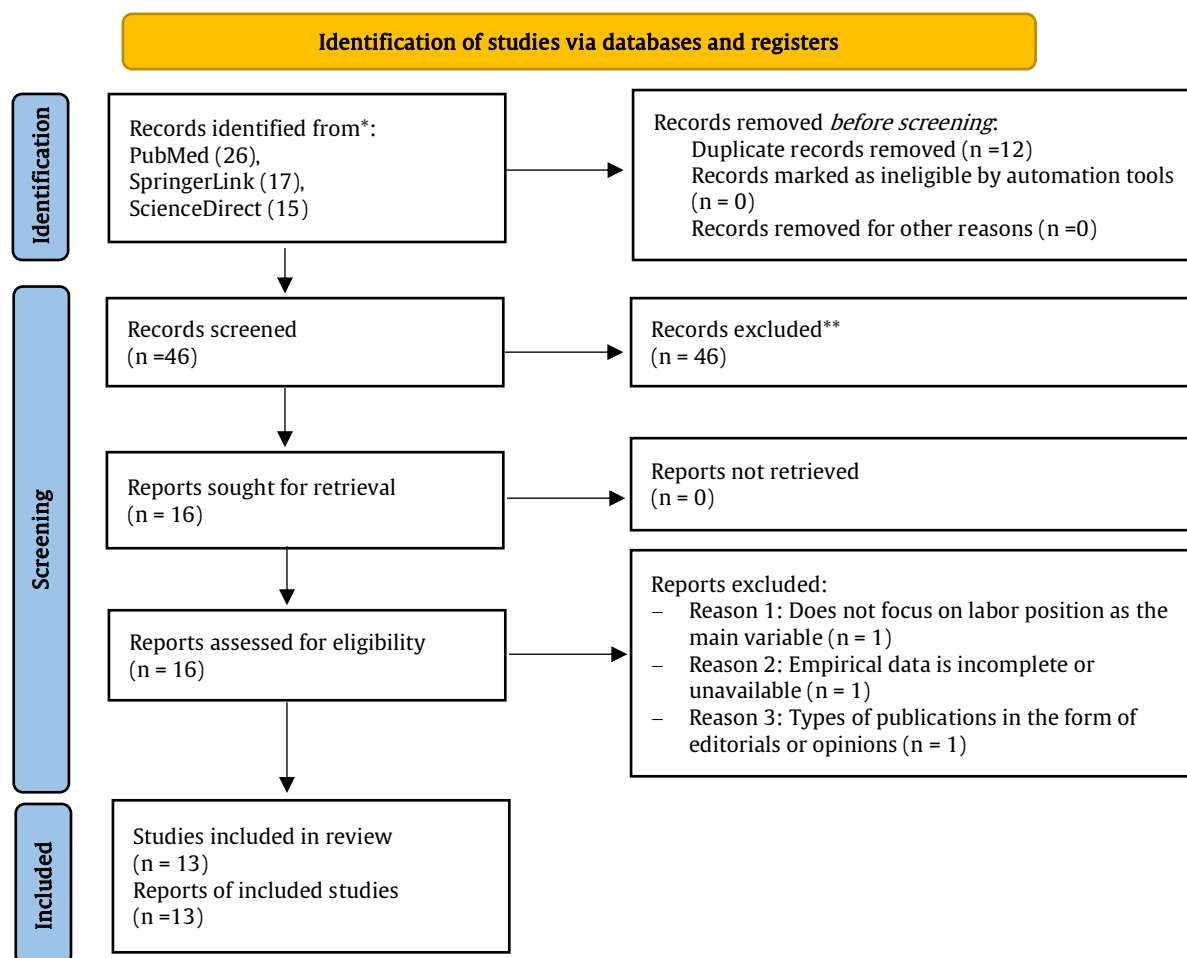 Identification of studies via databases and registers
Identification
Records identified from*:
PubMed (26),
SpringerLink (17),
ScienceDirect (15)
Records removed before screening:
Duplicate records removed (n =12)
Records marked as ineligible by automation tools
(n = 0)
Records removed for other reasons (n =0)
Screening
Records screened
(n =46)
Records excluded**
(n = 46)
Reports sought for retrieval
(n = 16)
Reports not retrieved
(n = 0)
Reports assessed for eligibility
(n = 16)
Reports excluded:
– Reason 1: Does not focus on labor position as the
main variable (n = 1)
– Reason 2: Empirical data is incomplete or
unavailable (n = 1)
– Reason 3: Types of publications in the form of
editorials or opinions (n = 1)
Included
Studies included in review
(n = 13)
Reports of included studies
(n =13)